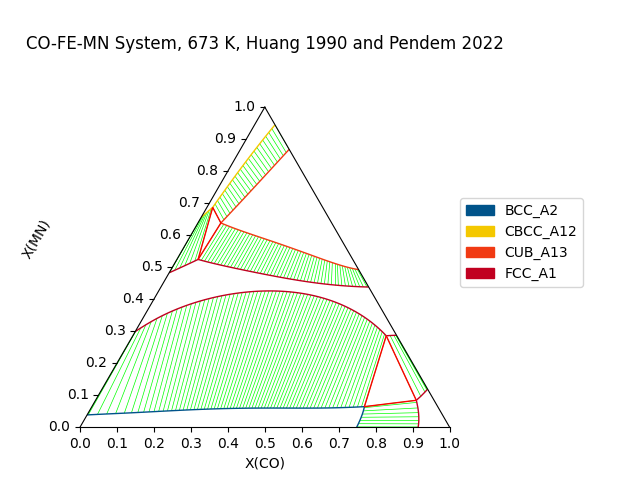 CO-FE-MN System, 673 K, Huang 1990 and Pendem 2022
1.0
0.9
0.8
0.7
0.6
0.5
0.4
0.3
0.2
0.1
0.0
X(MN)
BCC_A2
CBCC_A12
CUB_A13
FCC_A1
0.0 0.1 0.2 0.3 0.4 0.5 0.6 0.7 0.8 0.9 1.0
X(CO)